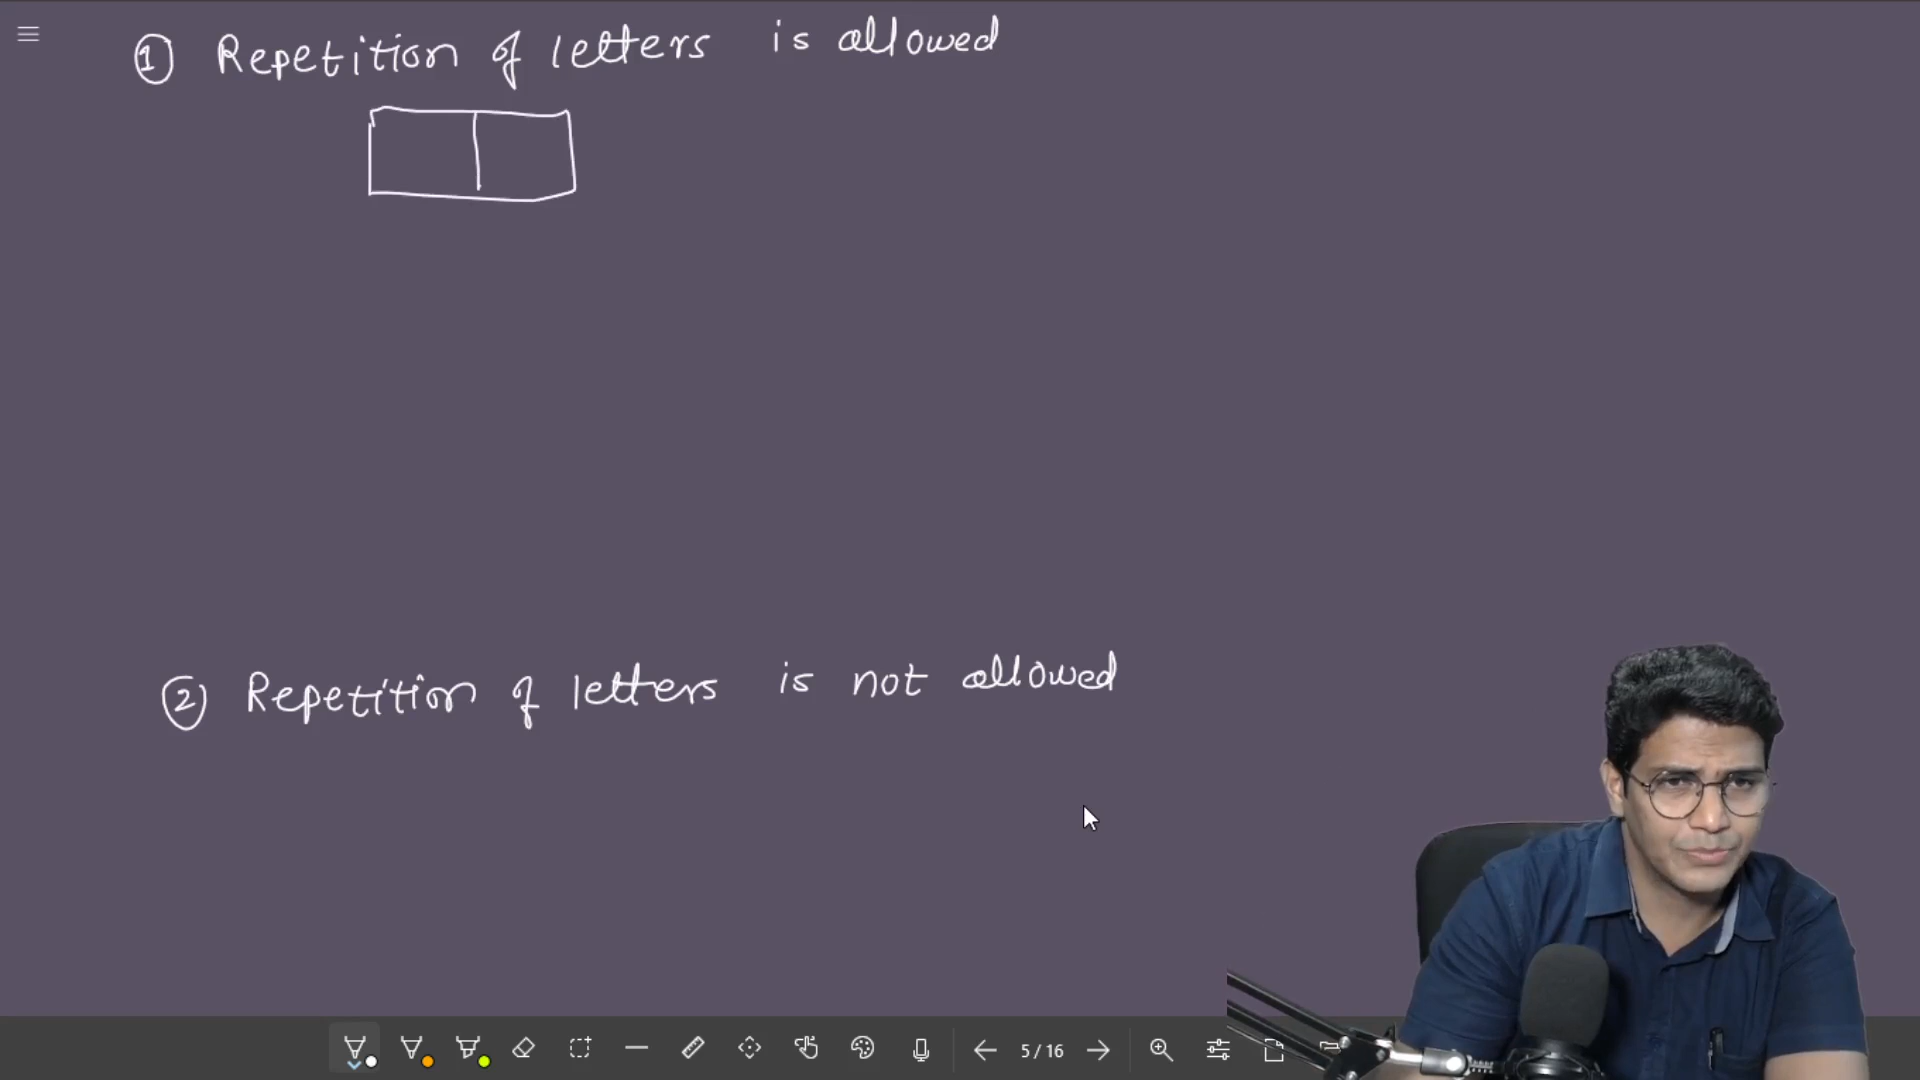 ① Repetition of letters is allowed
② Repetition of letters is not allowed
5 / 16